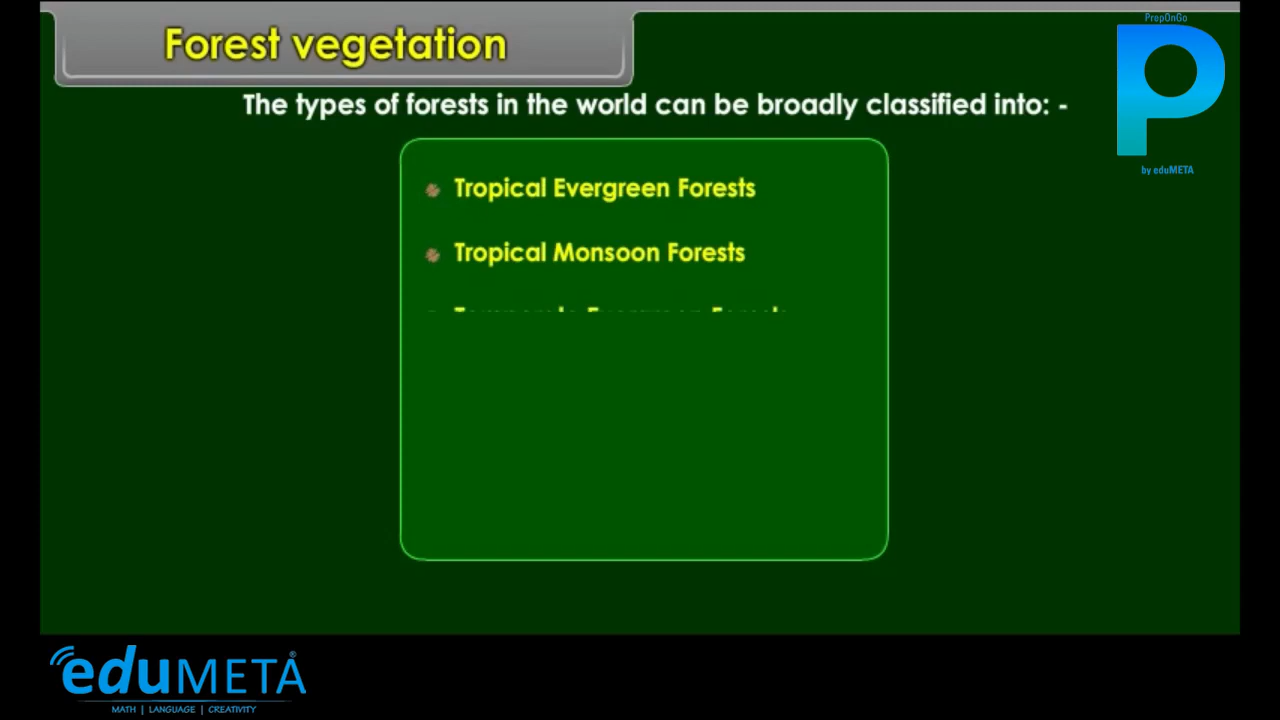 Forest vegetation
PropOnGo
P
by eduMETA
The types of forests in the world can be broadly classified into: -
Tropical Evergreen Forests
Tropical Monsoon Forests
eduMETA®
MATH | LANGUAGE | CREATIVITY